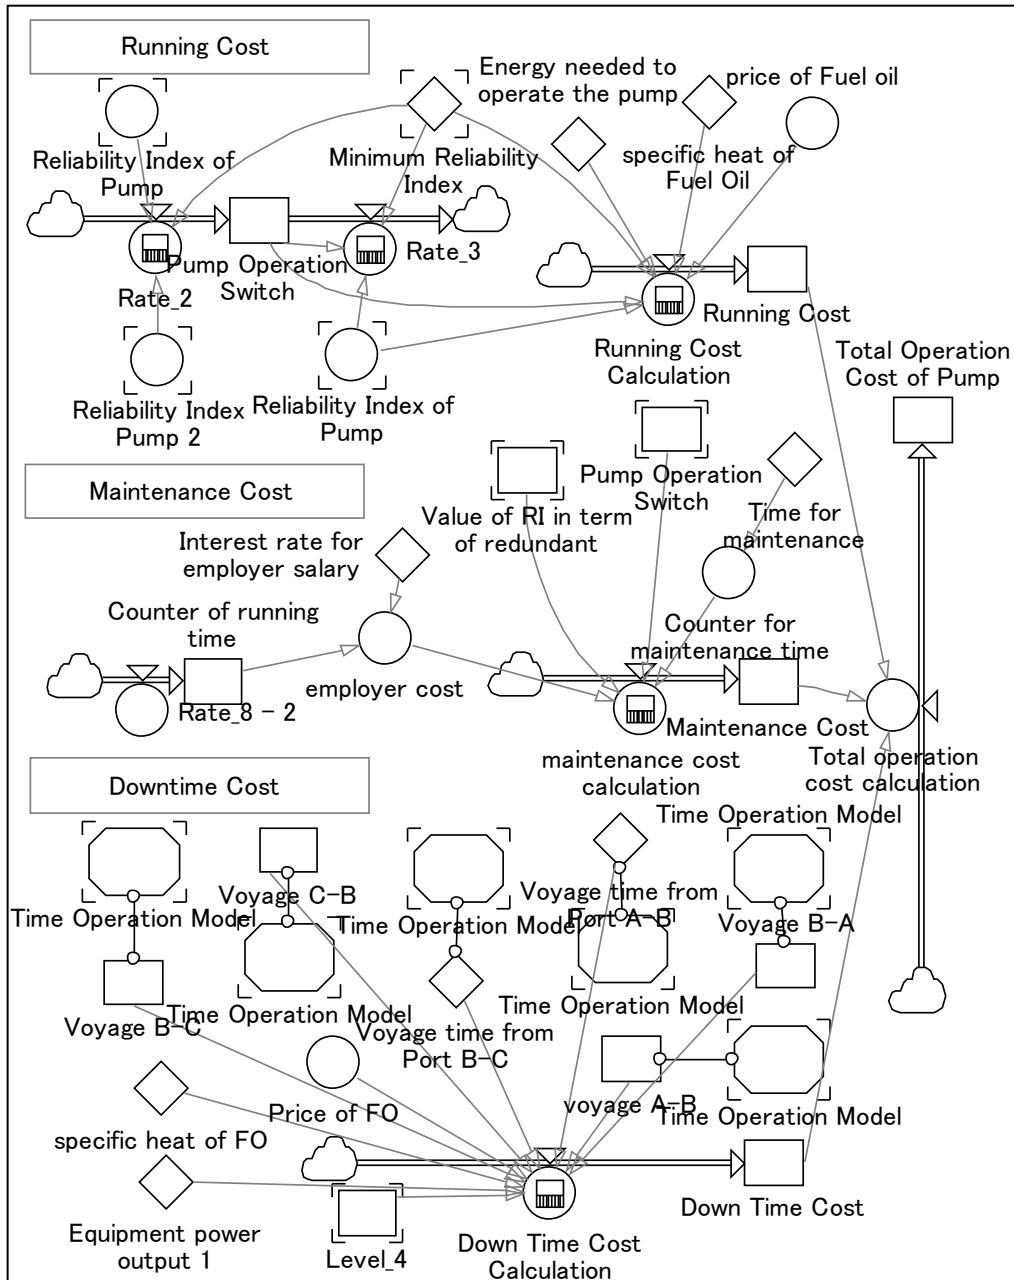 Running Cost
Energy needed to
operate the pump
price of Fuel oil
Reliability Index of
Pump
Minimum Reliability
Index
specific heat of
Fuel Oil
Rate_2
Pump Operation
Switch
Rate_3
Running Cost
Running Cost
Calculation
Total Operation
Cost of Pump
Reliability Index
Pump 2
Reliability Index of
Pump
Maintenance Cost
Value of RI in term
of redundant
Pump Operation
Switch
Time for
maintenance
Interest rate for
employer salary
Counter of running
time
Counter for
maintenance time
employer cost
Rate_8 - 2
Maintenance Cost
maintenance cost
calculation
Total operation
cost calculation
Downtime Cost
Time Operation Model
Voyage C-B
Time Operation Model
Voyage time from
Port A-B
Time Operation Model
Voyage B-A
Voyage B-C
Time Operation Model
Voyage time from
Port B-C
Time Operation Model
voyage A-B
Time Operation Model
Price of FO
specific heat of FO
Equipment power
output 1
Level_4
Down Time Cost
Calculation
Down Time Cost